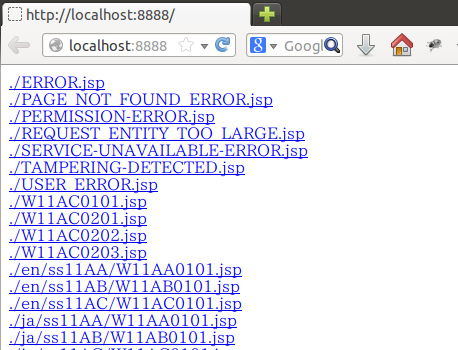 http://localhost:8888/
localhost:8888
Googl
./ERROR.jsp
./PAGE_NOT_FOUND_ERROR.jsp
./PERMISSION-ERROR.jsp
./REQUEST_ENTITY_TOO_LARGE.jsp
./SERVICE-UNAVAILABLE-ERROR.jsp
./TAMPERING-DETECTED.jsp
./USER_ERROR.jsp
./W11AC0101.jsp
./W11AC0201.jsp
./W11AC0202.jsp
./W11AC0203.jsp
./en/ss11AA/W11AA0101.jsp
./en/ss11AB/W11AB0101.jsp
./en/ss11AC/W11AC0101.jsp
./ja/ss11AA/W11AA0101.jsp
./ja/ss11AB/W11AB0101.jsp